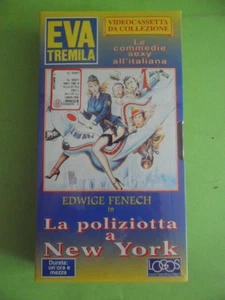 EVA
TREMILA
VIDEOCASSETTA
DA COLLEZIONE
Le
commedie
sexy
all'italiana
EDWIGE FENECH
in
La poliziotta
a
New York
Durata:
un'ora e
mezza
LOGOS